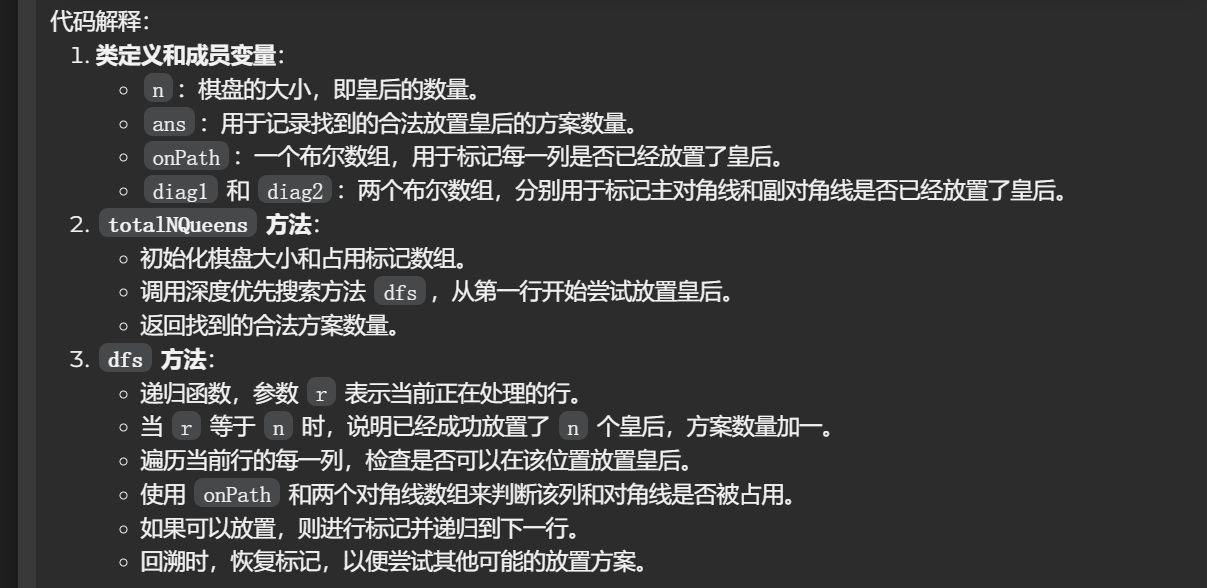 代码解释：
1. 类定义和成员变量：
◦ n ：棋盘的大小，即皇后的数量。
◦ ans ：用于记录找到的合法放置皇后的方案数量。
◦ onPath ：一个布尔数组，用于标记每一列是否已经放置了皇后。
◦ diag1 和 diag2 ：两个布尔数组，分别用于标记主对角线和副对角线是否已经放置了皇后。
2. totalNQueens 方法：
◦ 初始化棋盘大小和占用标记数组。
◦ 调用深度优先搜索方法 dfs ，从第一行开始尝试放置皇后。
◦ 返回找到的合法方案数量。
3. dfs 方法：
◦ 递归函数，参数 r 表示当前正在处理的行。
◦ 当 r 等于 n 时，说明已经成功放置了 n 个皇后，方案数量加一。
◦ 遍历当前行的每一列，检查是否可以在该位置放置皇后。
◦ 使用 onPath 和两个对角线数组来判断该列和对角线是否被占用。
◦ 如果可以放置，则进行标记并递归到下一行。
◦ 回溯时，恢复标记，以便尝试其他可能的放置方案。